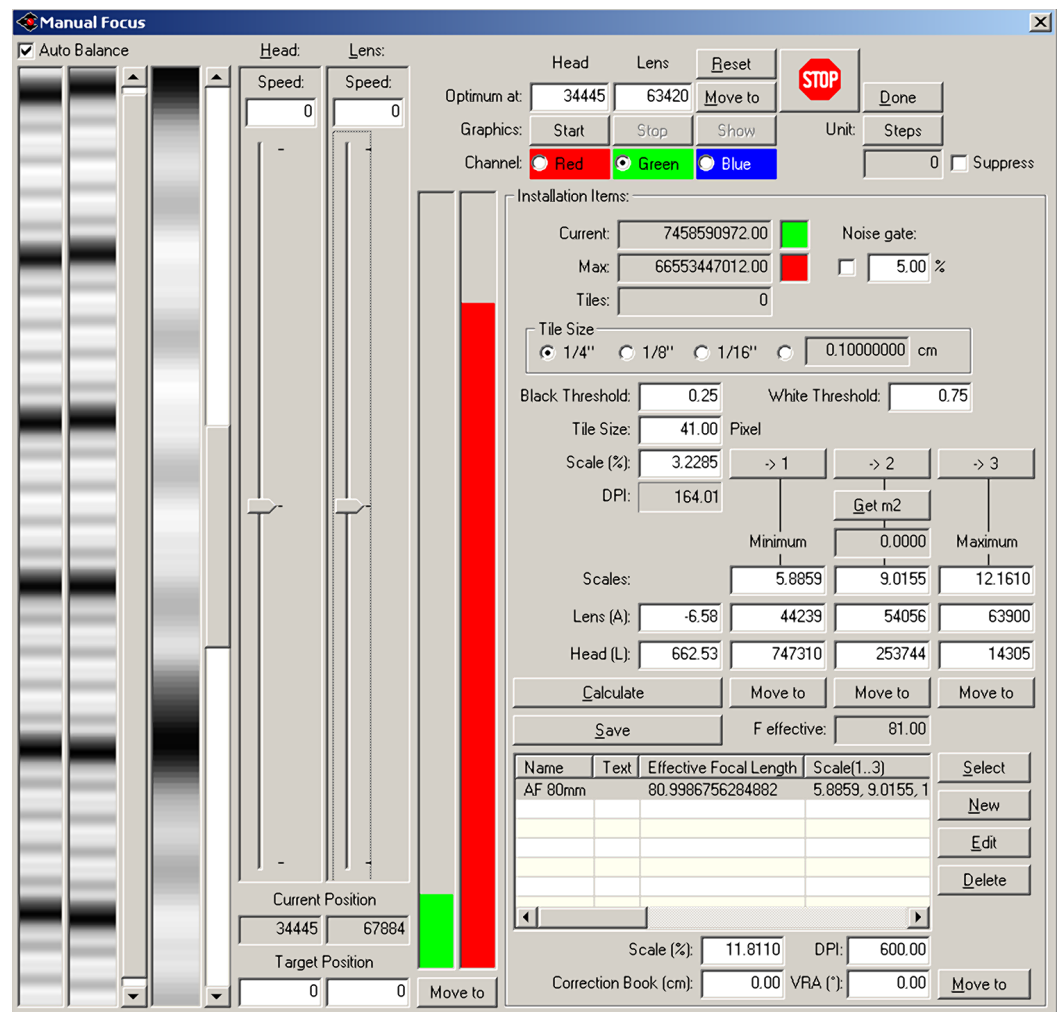 Manual Focus
Auto Balance
Head:
Lens:
Speed:
Speed:
0
0
Head
Lens
Reset
STOP
Optimum at:
34445
63420
Move to
Done
Graphics:
Start
Stop
Show
Unit:
Steps
Channel:
Red
Green
Blue
0
Suppress
Installation Items:
Current:
7458590972.00
Noise gate:
Max:
66553447012.00
5.00 %
Tiles:
0
Tile Size
1/4"
1/8"
1/16"
0.10000000 cm
Black Threshold:
0.25
White Threshold:
0.75
Tile Size:
41.00 Pixel
Scale (%):
3.2285
-> 1
-> 2
-> 3
DPI:
164.01
Get m2
Minimum
0.0000
Maximum
Scales:
5.8859
9.0155
12.1610
Lens (A):
-6.58
44239
54056
63900
Head (L):
662.53
747310
253744
14305
Calculate
Move to
Move to
Move to
Save
F effective:
81.00
Name
Text
Effective Focal Length
Scale(1..3)
AF 80mm
80.9986756284882
5.8859, 9.0155, 1
Select
New
Edit
Delete
Current Position
34445
67884
Target Position
0
0
Move to
Scale (%):
11.8110
DPI:
600.00
Correction Book (cm):
0.00
VRA (°):
0.00
Move to